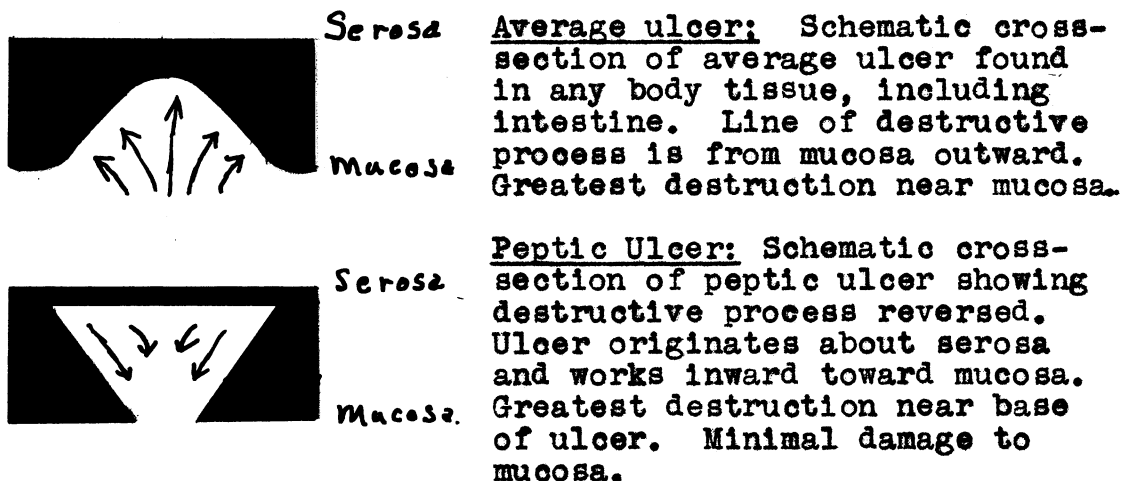 Serosa
Average ulcer: Schematic cross-
section of average ulcer found
in any body tissue, including
intestine. Line of destructive
process is from mucosa outward.
Mucosa
Greatest destruction near mucosa.
Peptic Ulcer: Schematic cross-
Serosa
section of peptic ulcer showing
destructive process reversed.
Ulcer originates about serosa
and works inward toward mucosa.
Mucosa.
Greatest destruction near base
of ulcer. Minimal damage to
mucosa.